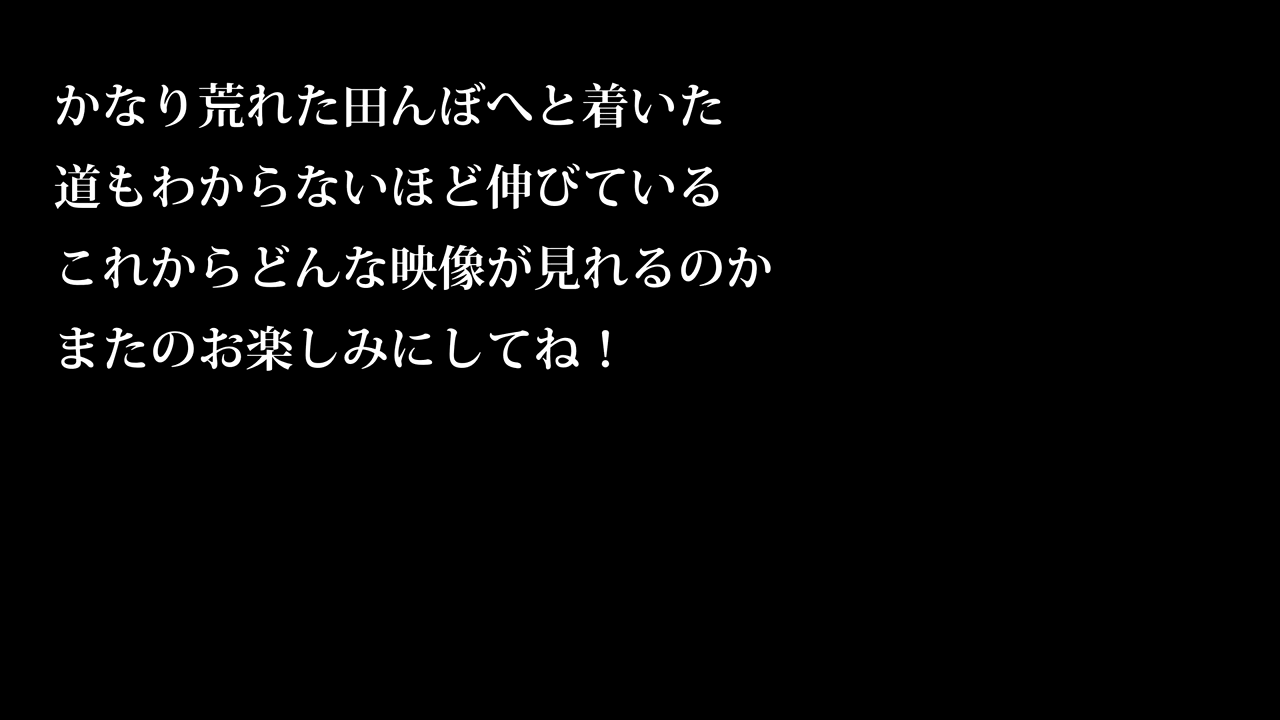 かなり荒れた田んぼへと着いた
道もわからないほど伸びている
これからどんな映像が見れるのか
またのお楽しみにしてね！